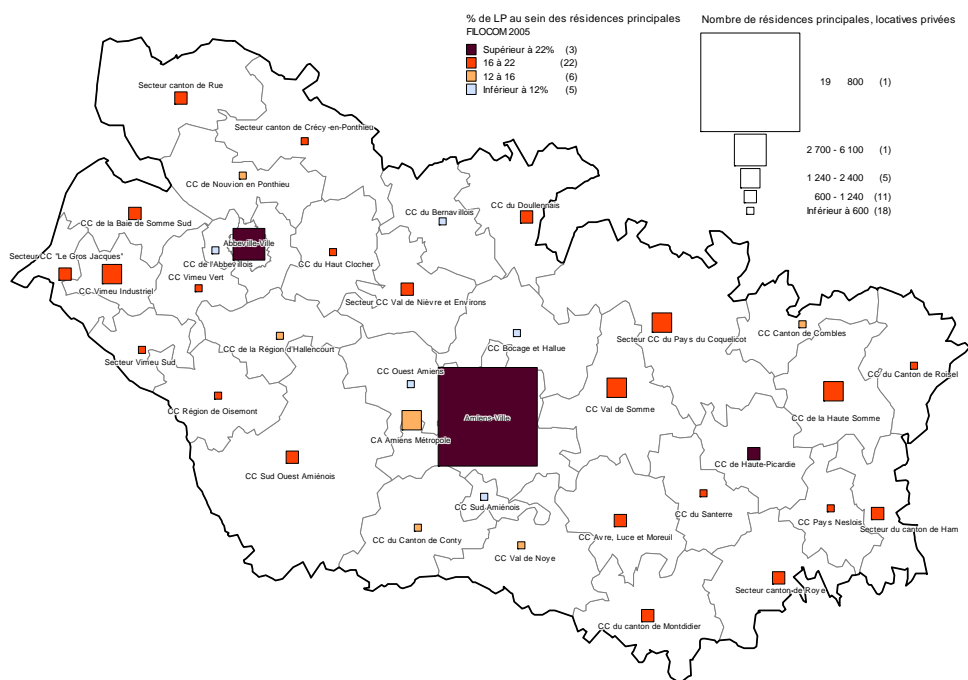 % de LP au sein des résidences principales
FILOCOM 2005
Supérieur à 22% (3)
16 à 22 (22)
12 à 16 (6)
Inférieur à 12% (5)
Nombre de résidences principales, locatives privées
19 800 (1)
2 700 - 6 100 (1)
1 240 - 2 400 (5)
600 - 1 240 (11)
Inférieur à 600 (18)
Secteur canton de Rue
Secteur canton de Crécy-en-Ponthieu
CC de Nouvion en Ponthieu
CC de la Baie de Somme Sud
CC du Bernavillois
CC du Doullennais
Abbeville-Ville
Secteur CC "Le Gros Jacques"
CC de l'Abbevillois
CC du Haut Clocher
CC Vimeu Vert
CC Vimeu Industriel
Secteur CC Val de Nièvre et Environs
CC Canton de Combles
Secteur CC du Pays du Coquelicot
CC de la Région d'Hallencourt
CC Bocage et Hallue
Secteur Vimeu Sud
CC Ouest Amiens
CC du Canton de Roisel
CC Région de Oisemont
CC Val de Somme
CC de la Haute Somme
Amiens-Ville
CA Amiens Métropole
CC de Haute-Picardie
CC Sud Ouest Amiénois
CC Sud Amiénois
CC du Santerre
CC Pays Neslois
Secteur du canton de Ham
CC du Canton de Conty
CC Avre, Luce et Moreuil
CC Val de Noye
Secteur canton de Roye
CC du canton de Montdidier